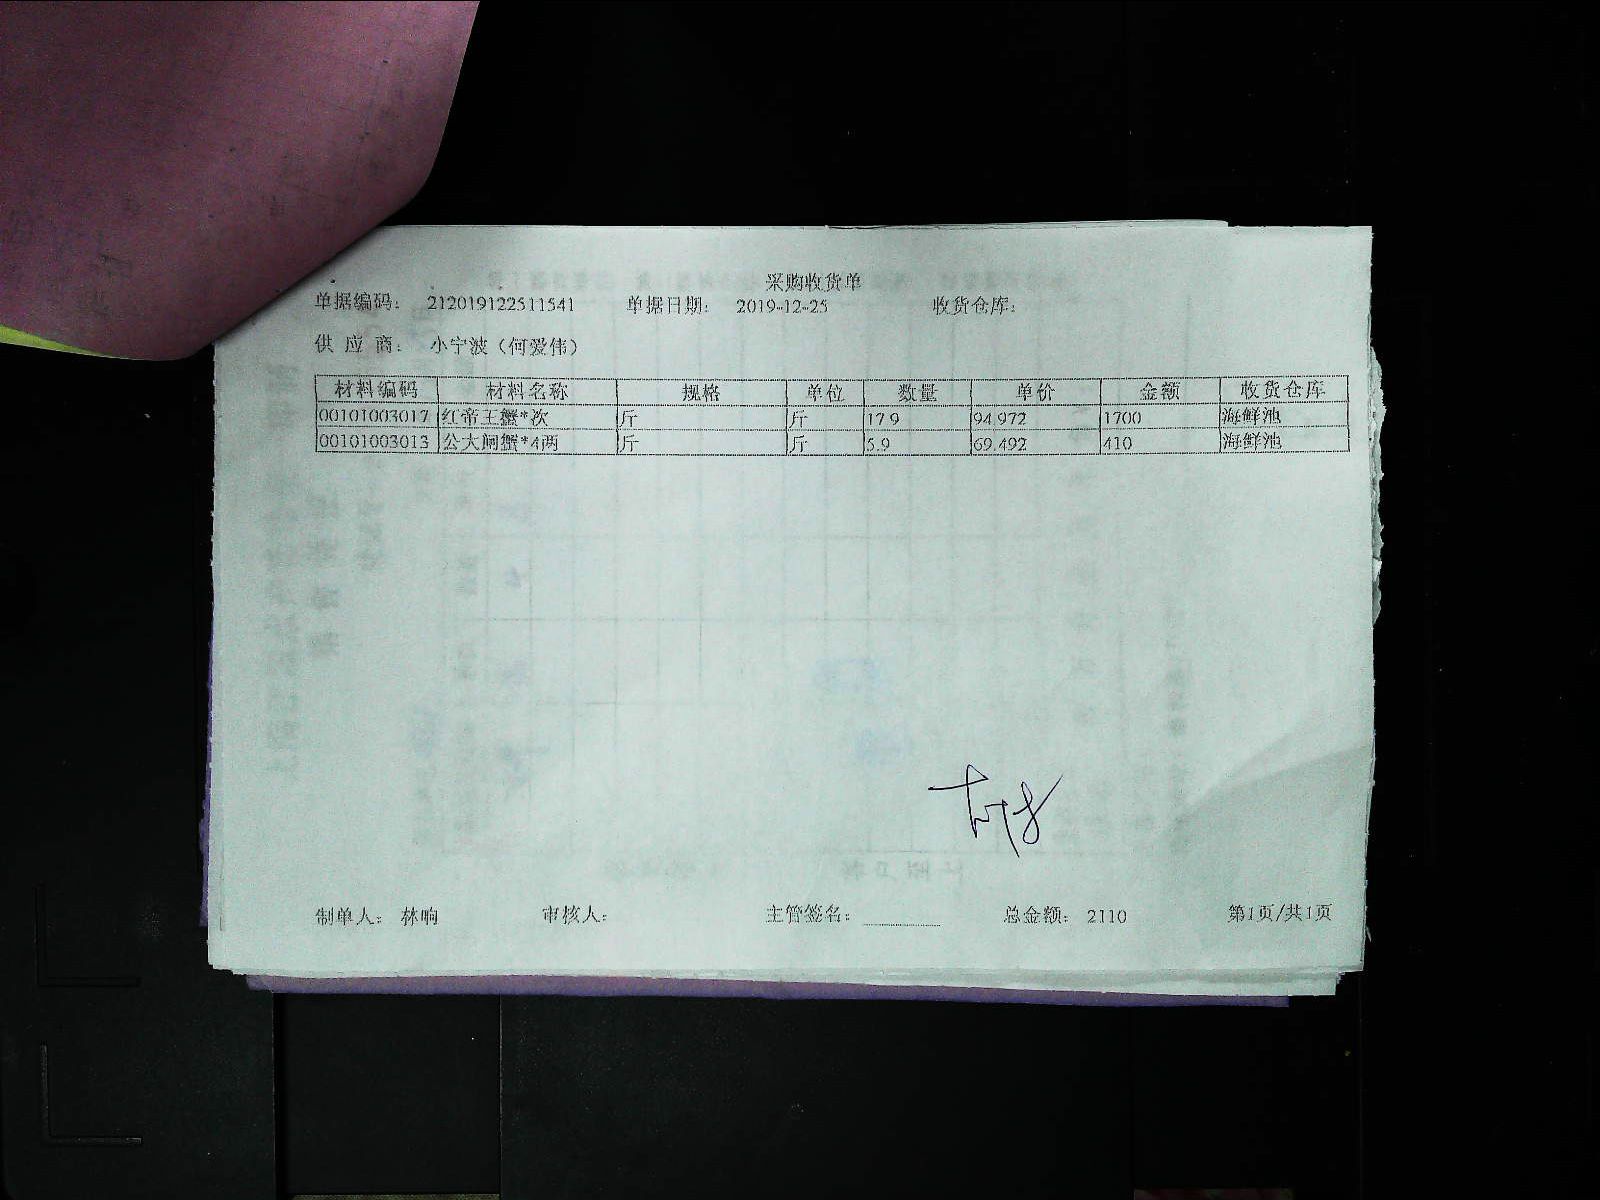 采购收货单
单据编码： 212019122511541 单据日期： 2019-12-25 收货仓库：
供 应 商： 小宁波（何爱伟）
材料编码 材料名称 规格 单位 数量 单价 金额 收货仓库
00101003017 红帝王蟹*次 斤 斤 17.9 94.972 1700 海鲜池
00101003013 公大闸蟹*4两 斤 斤 5.9 69.492 410 海鲜池
制单人： 林响 审核人： 主管签名： 总金额： 2110 第1页/共1页